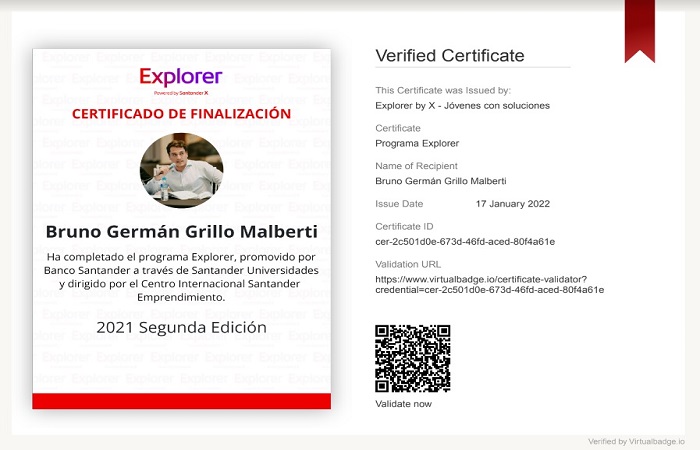 Explorer
Powered by Santander X
CERTIFICADO DE FINALIZACIÓN
Bruno Germán Grillo Malberti
Ha completado el programa Explorer, promovido por
Banco Santander a través de Santander Universidades
y dirigido por el Centro Internacional Santander
Emprendimiento.
2021 Segunda Edición
Verified Certificate
This Certificate was Issued by:
Explorer by X - Jóvenes con soluciones
Certificate
Programa Explorer
Name of Recipient
Bruno Germán Grillo Malberti
Issue Date 17 January 2022
Certificate ID
cer-2c501d0e-673d-46fd-aced-80f4a61e
Validation URL
https://www.virtualbadge.io/certificate-validator?
credential=cer-2c501d0e-673d-46fd-aced-80f4a61e
Validate now
Verified by Virtualbadge.io